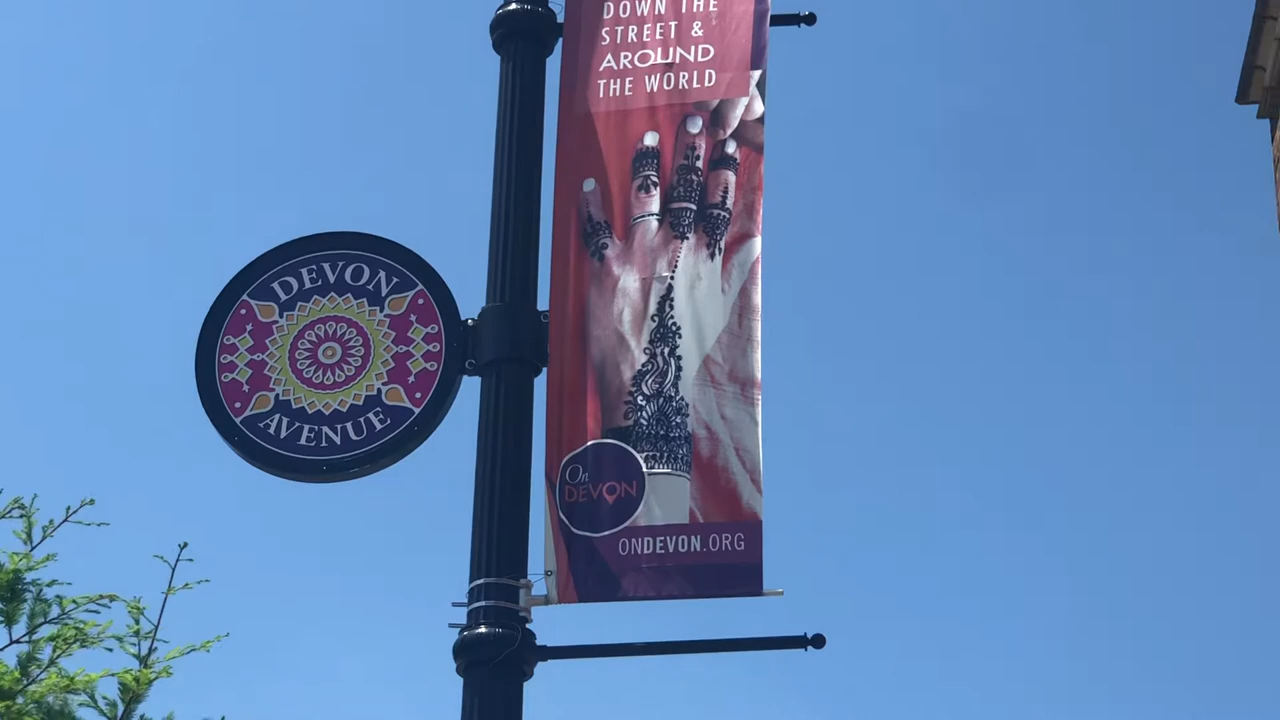 DOWN THE
STREET &
AROUND
THE WORLD
DEVON
AVENUE
On
DEVON
ONDEVON.ORG